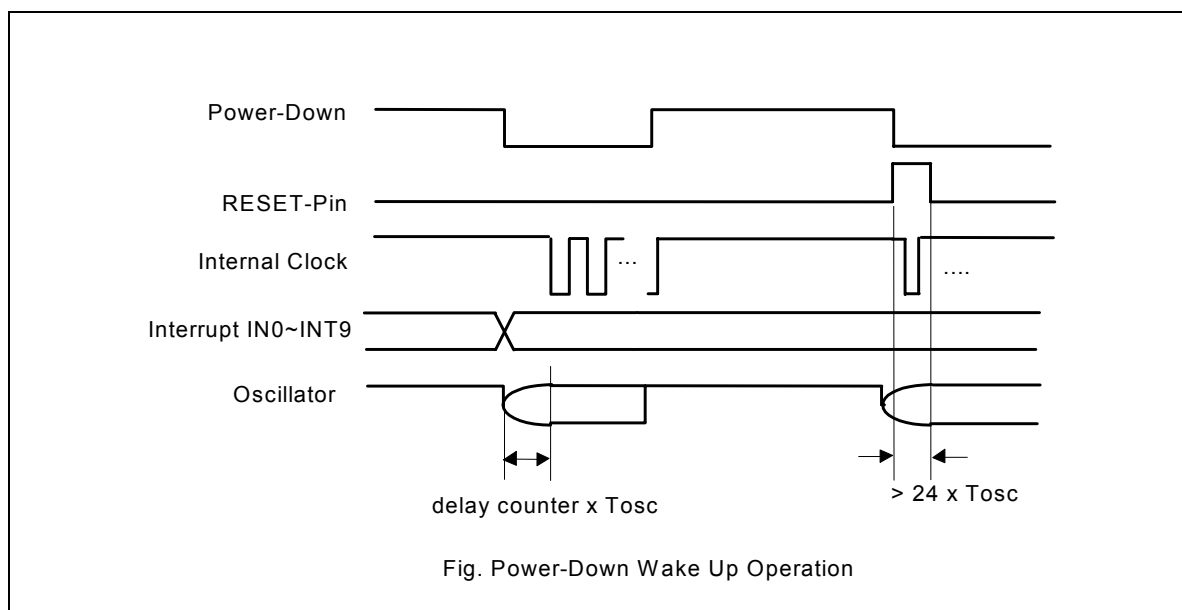 Power-Down
RESET-Pin
Internal Clock
...
....
Interrupt IN0~INT9
Oscillator
delay counter x Tosc
> 24 x Tosc
Fig. Power-Down Wake Up Operation